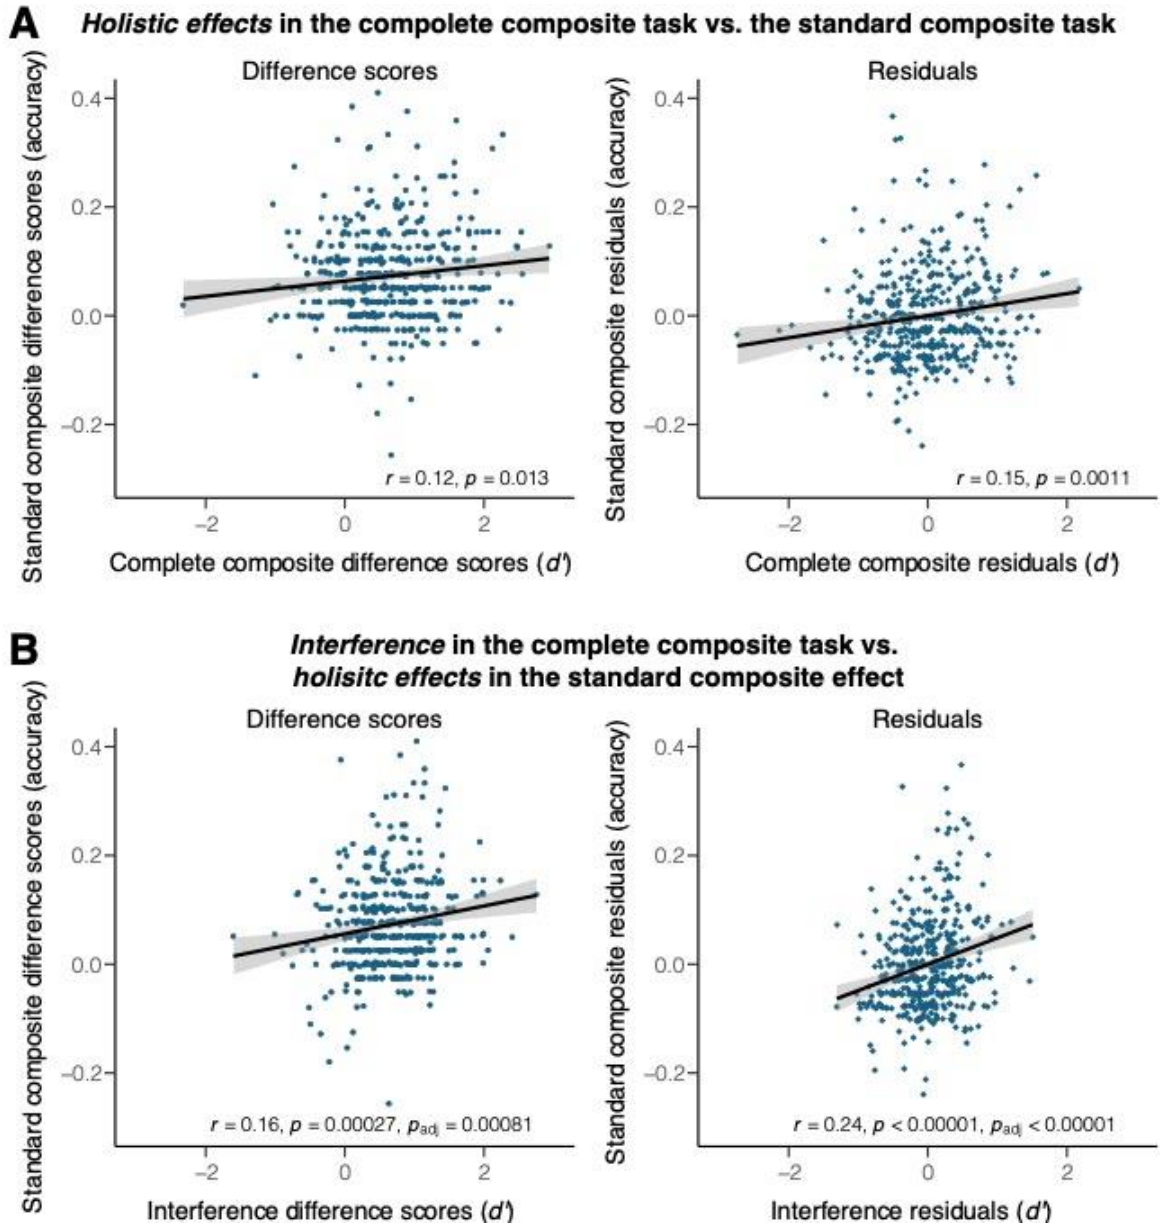 A
Holistic effects in the compolete composite task vs. the standard composite task
Difference scores
Standard composite difference scores (accuracy)
0.4
0.2
0.0
−0.2
r = 0.12, p = 0.013
−2 0 2
Complete composite difference scores (d')
Residuals
Standard composite residuals (accuracy)
0.4
0.2
0.0
−0.2
r = 0.15, p = 0.0011
−2 0 2
Complete composite residuals (d')
B
Interference in the complete composite task vs.
holisitc effects in the standard composite effect
Difference scores
Standard composite difference scores (accuracy)
0.4
0.2
0.0
−0.2
r = 0.16, p = 0.00027, padj = 0.00081
−2 0 2
Interference difference scores (d')
Residuals
Standard composite residuals (accuracy)
0.4
0.2
0.0
−0.2
r = 0.24, p < 0.00001, padj < 0.00001
−2 0 2
Interference residuals (d')